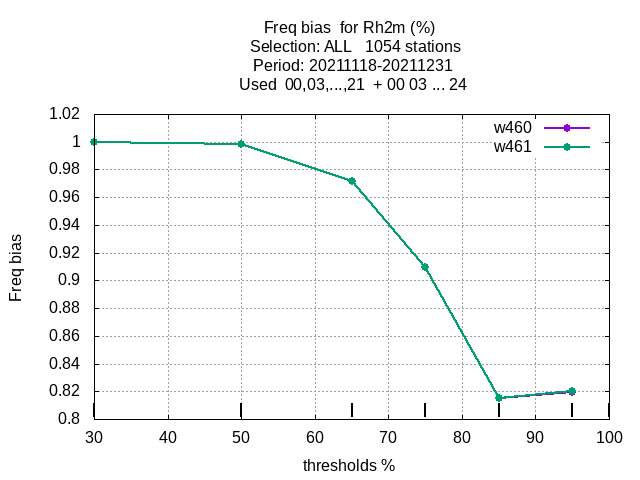 Freq bias  for Rh2m (%)
Selection: ALL   1054 stations
Period: 20211118-20211231
Used  00,03,...,21  + 00 03 ... 24
w460
w461
1.02
1
0.98
0.96
0.94
0.92
0.9
0.88
0.86
0.84
0.82
0.8
Freq bias
30 40 50 60 70 80 90 100
thresholds %